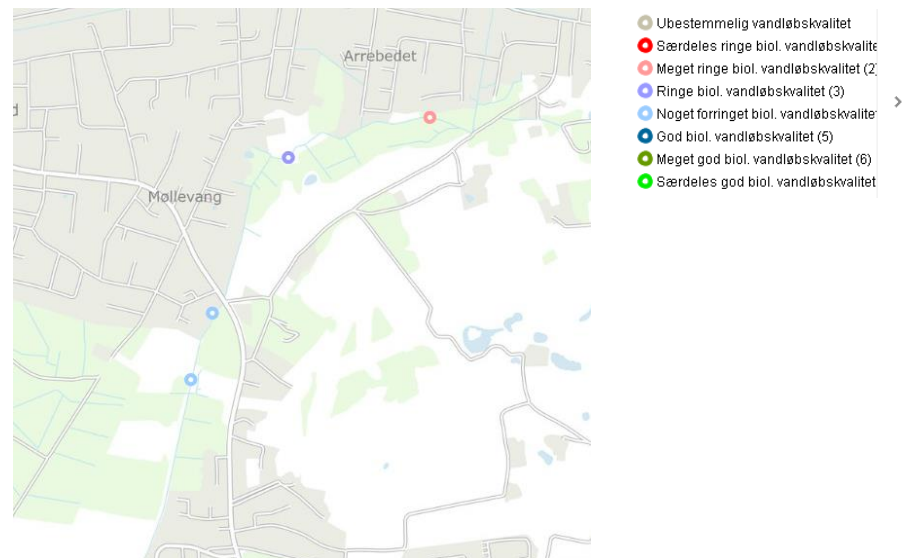 Arrebedet
d
Møllevang
Ubestemmelig vandløbskvalitet
Særdeles ringe biol. vandløbskvalite
Meget ringe biol. vandløbskvalitet (2)
Ringe biol. vandløbskvalitet (3)
Noget forringet biol. vandløbskvalitet
God biol. vandløbskvalitet (5)
Meget god biol. vandløbskvalitet (6)
Særdeles god biol. vandløbskvalitet